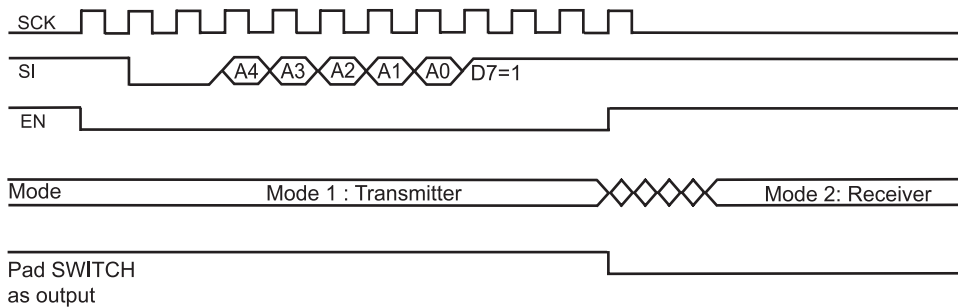 SCK
SI
A4 A3 A2 A1 A0 D7=1
EN
Mode
Mode 1 : Transmitter
Mode 2: Receiver
Pad SWITCH
as output